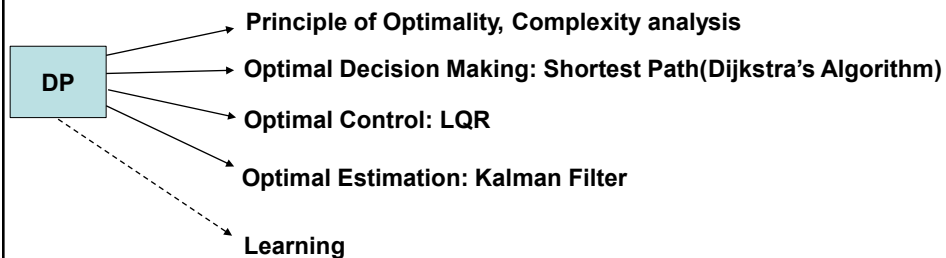 Principle of Optimality, Complexity analysis
DP
Optimal Decision Making: Shortest Path(Dijkstra's Algorithm)
Optimal Control: LQR
Optimal Estimation: Kalman Filter
Learning